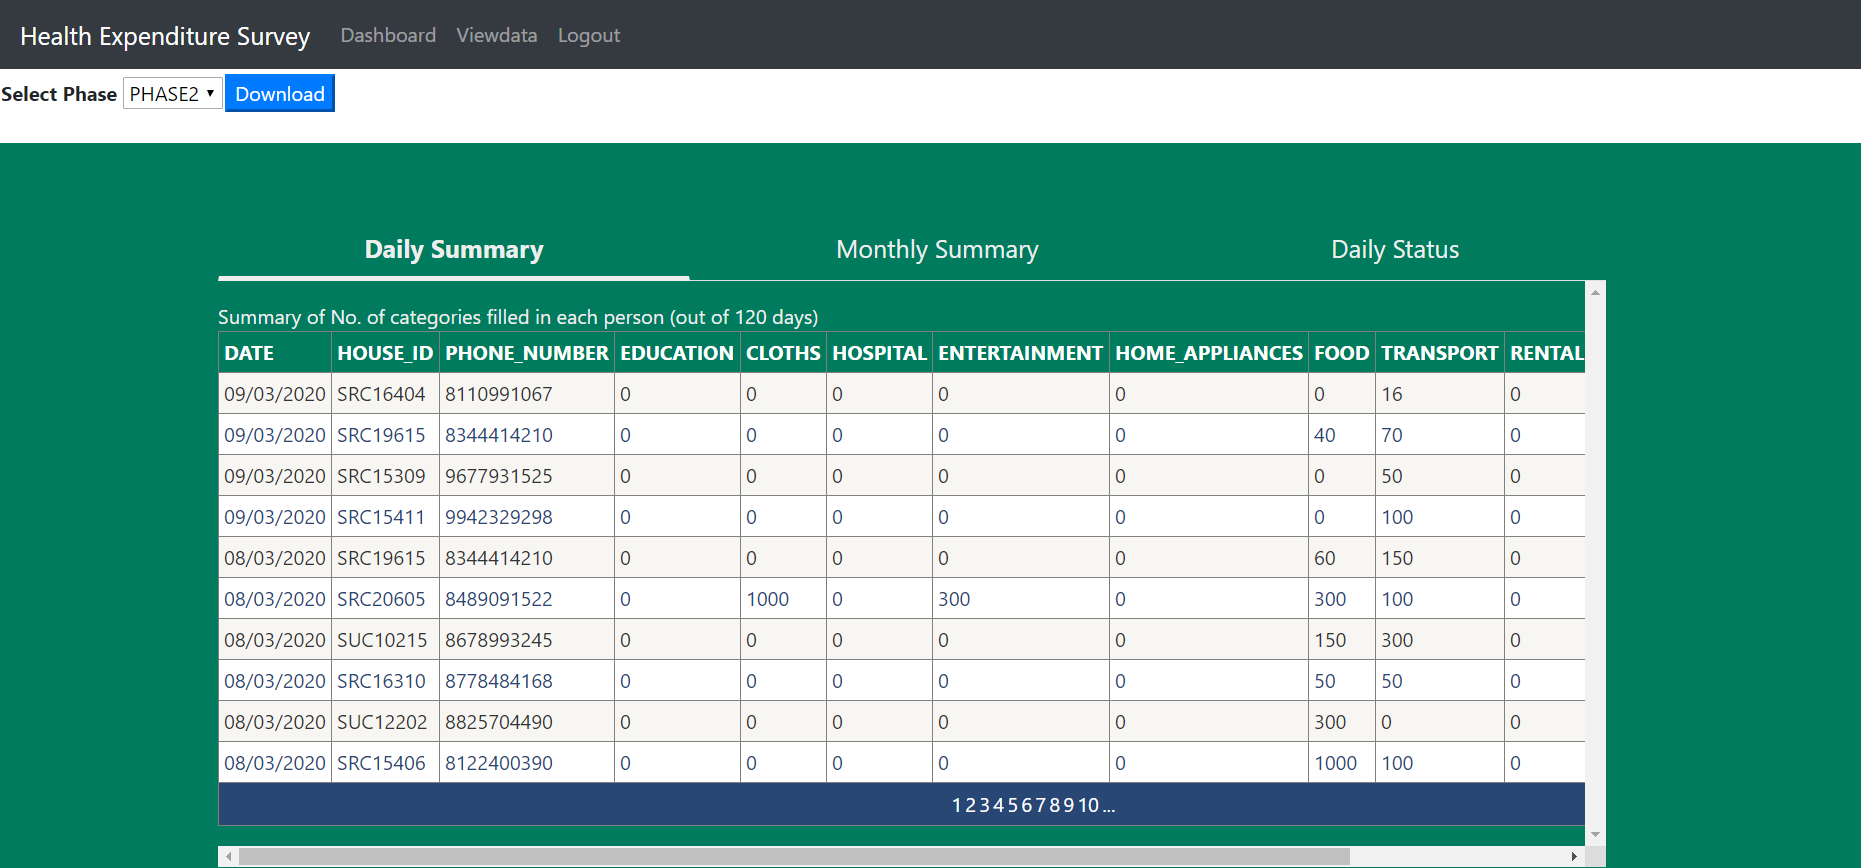 Health Expenditure Survey Dashboard Viewdata Logout
Select Phase PHASE2 Download
Daily Summary Monthly Summary Daily Status
Summary of No. of categories filled in each person (out of 120 days)
DATE HOUSE_ID PHONE_NUMBER EDUCATION CLOTHS HOSPITAL ENTERTAINMENT HOME_APPLIANCES FOOD TRANSPORT RENTAL
09/03/2020 SRC16404 8110991067 0 0 0 0 0 0 16 0
09/03/2020 SRC19615 8344414210 0 0 0 0 0 40 70 0
09/03/2020 SRC15309 9677931525 0 0 0 0 0 0 50 0
09/03/2020 SRC15411 9942329298 0 0 0 0 0 0 100 0
08/03/2020 SRC19615 8344414210 0 0 0 0 0 60 150 0
08/03/2020 SRC20605 8489091522 0 1000 0 300 0 300 100 0
08/03/2020 SUC10215 8678993245 0 0 0 0 0 150 300 0
08/03/2020 SRC16310 8778484168 0 0 0 0 0 50 50 0
08/03/2020 SUC12202 8825704490 0 0 0 0 0 300 0 0
08/03/2020 SRC15406 8122400390 0 0 0 0 0 1000 100 0
1 2 3 4 5 6 7 8 9 10 ...